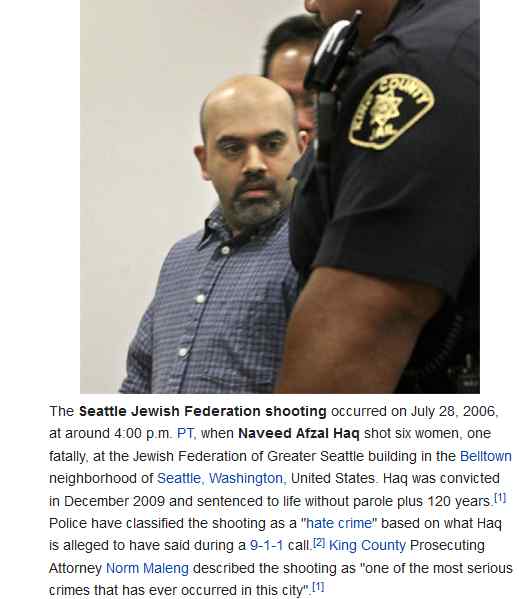 KING COUNTY
JAIL
The Seattle Jewish Federation shooting occurred on July 28, 2006,
at around 4:00 p.m. PT, when Naveed Afzal Haq shot six women, one
fatally, at the Jewish Federation of Greater Seattle building in the Belltown
neighborhood of Seattle, Washington, United States. Haq was convicted
in December 2009 and sentenced to life without parole plus 120 years.[1]
Police have classified the shooting as a "hate crime" based on what Haq
is alleged to have said during a 9-1-1 call.[2] King County Prosecuting
Attorney Norm Maleng described the shooting as "one of the most serious
crimes that has ever occurred in this city".[1]